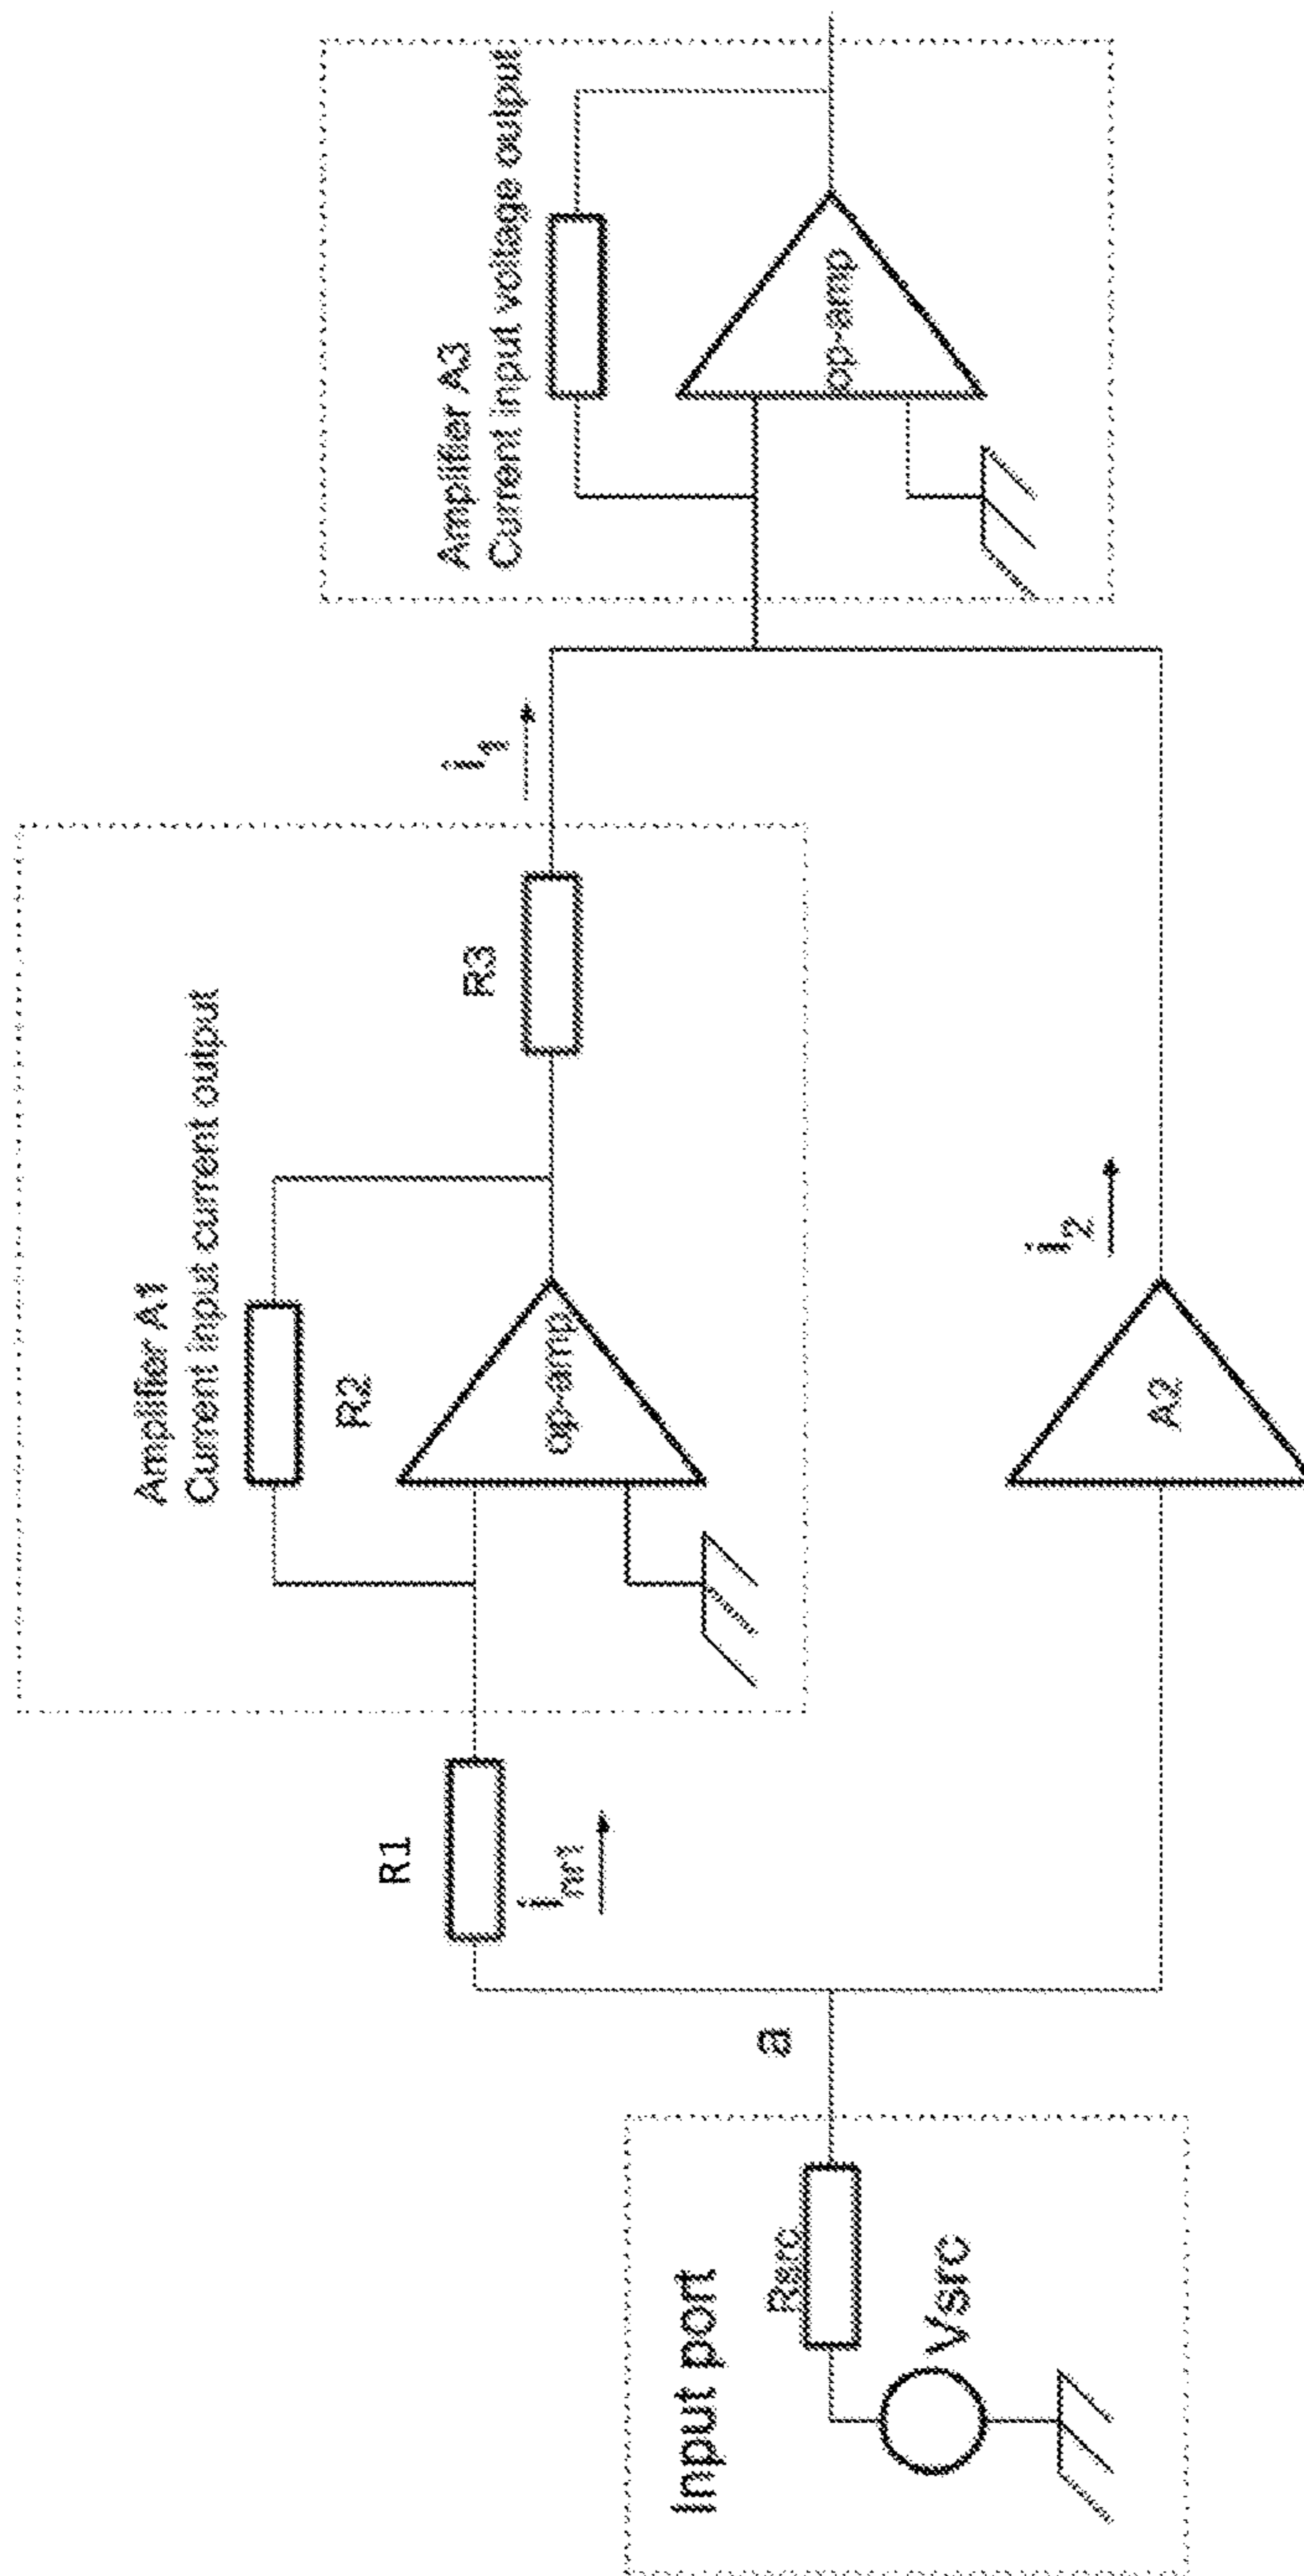 Input port
Rsrc
Vsrc
a
R1
inr1
Amplifier A1
Current input current output
R2
op-amp
R3
i1
A2
i2
Amplifier A3
Current input voltage output
op-amp